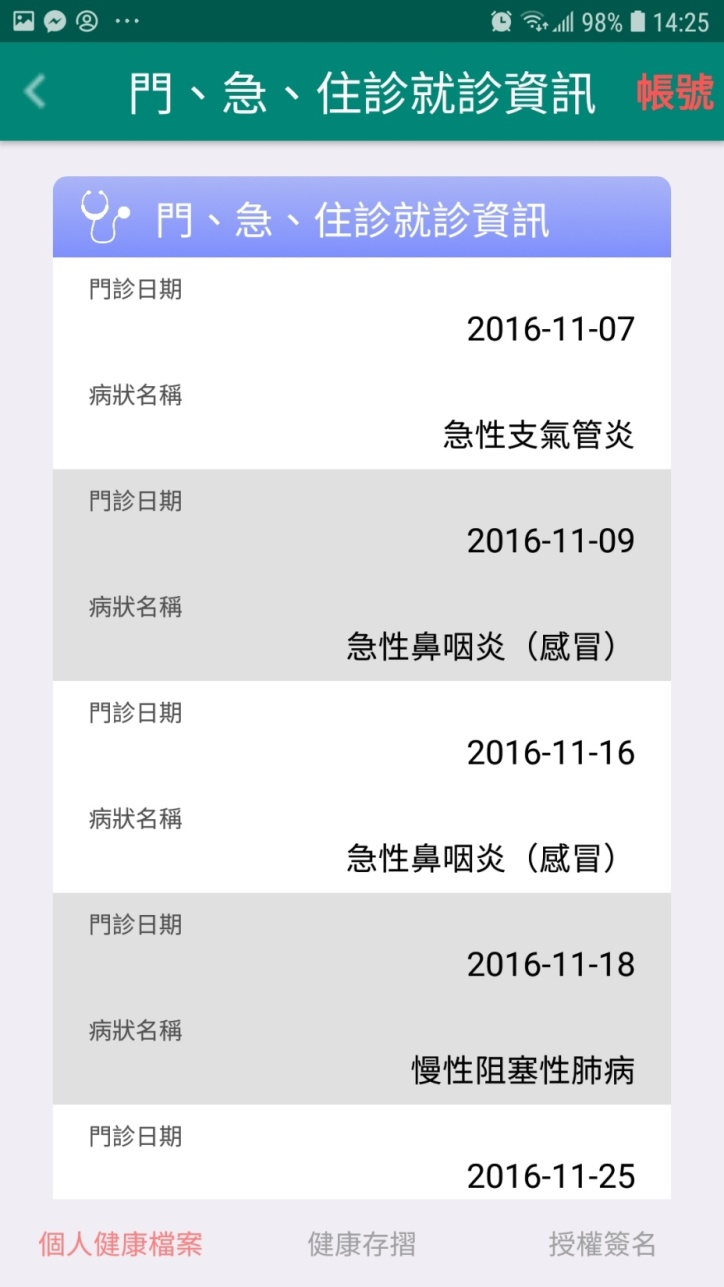 98% 14:25
門、急、住診就診資訊 帳號
門、急、住診就診資訊
門診日期
2016-11-07
病狀名稱
急性支氣管炎
門診日期
2016-11-09
病狀名稱
急性鼻咽炎（感冒）
門診日期
2016-11-16
病狀名稱
急性鼻咽炎（感冒）
門診日期
2016-11-18
病狀名稱
慢性阻塞性肺病
門診日期
2016-11-25
個人健康檔案 健康存摺 授權簽名